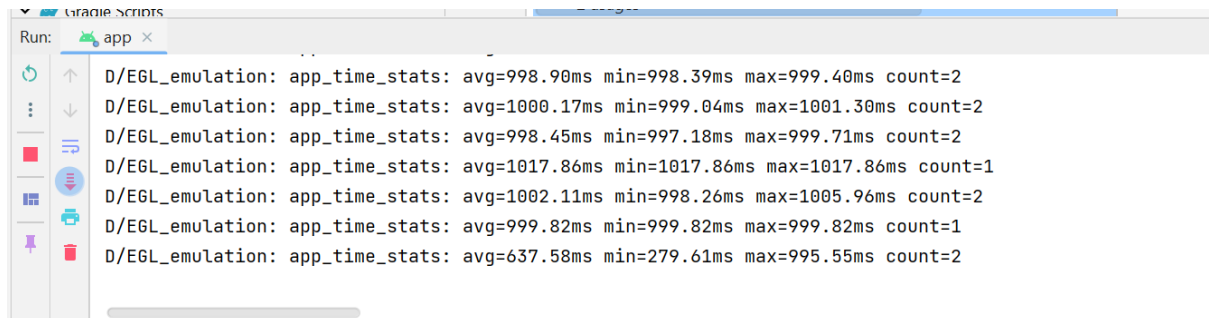 Gradle Scripts
2 usages
Run: app ×
D/EGL_emulation: app_time_stats: avg=998.90ms min=998.39ms max=999.40ms count=2
D/EGL_emulation: app_time_stats: avg=1000.17ms min=999.04ms max=1001.30ms count=2
D/EGL_emulation: app_time_stats: avg=998.45ms min=997.18ms max=999.71ms count=2
D/EGL_emulation: app_time_stats: avg=1017.86ms min=1017.86ms max=1017.86ms count=1
D/EGL_emulation: app_time_stats: avg=1002.11ms min=998.26ms max=1005.96ms count=2
D/EGL_emulation: app_time_stats: avg=999.82ms min=999.82ms max=999.82ms count=1
D/EGL_emulation: app_time_stats: avg=637.58ms min=279.61ms max=995.55ms count=2